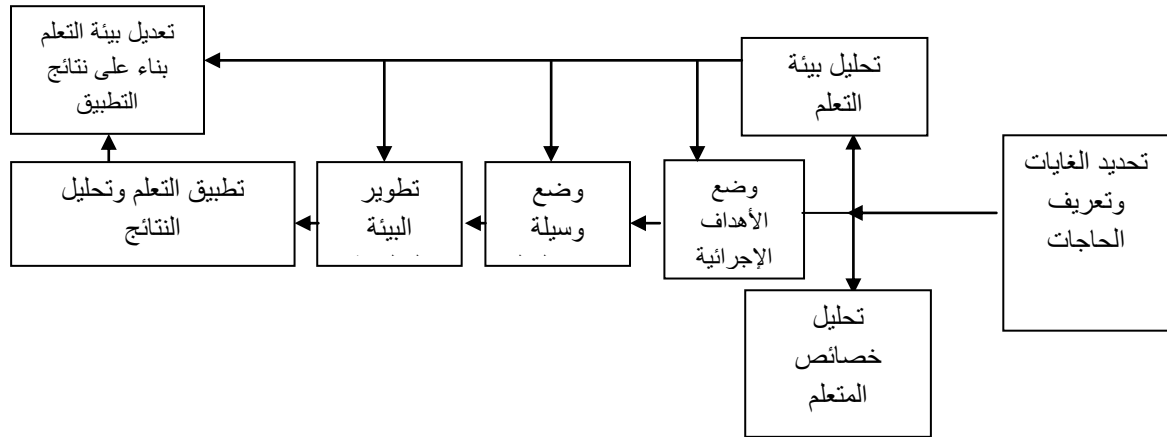 تحديد الغايات
وتعريف
الحاجات
تحليل بيئة
التعلم
تحليل
خصائص
المتعلم
وضع
الأهداف
الإجرائية
وضع
وسيلة
تطوير
البيئة
تطبيق التعلم وتحليل
النتائج
تعديل بيئة التعلم
بناء على نتائج
التطبيق